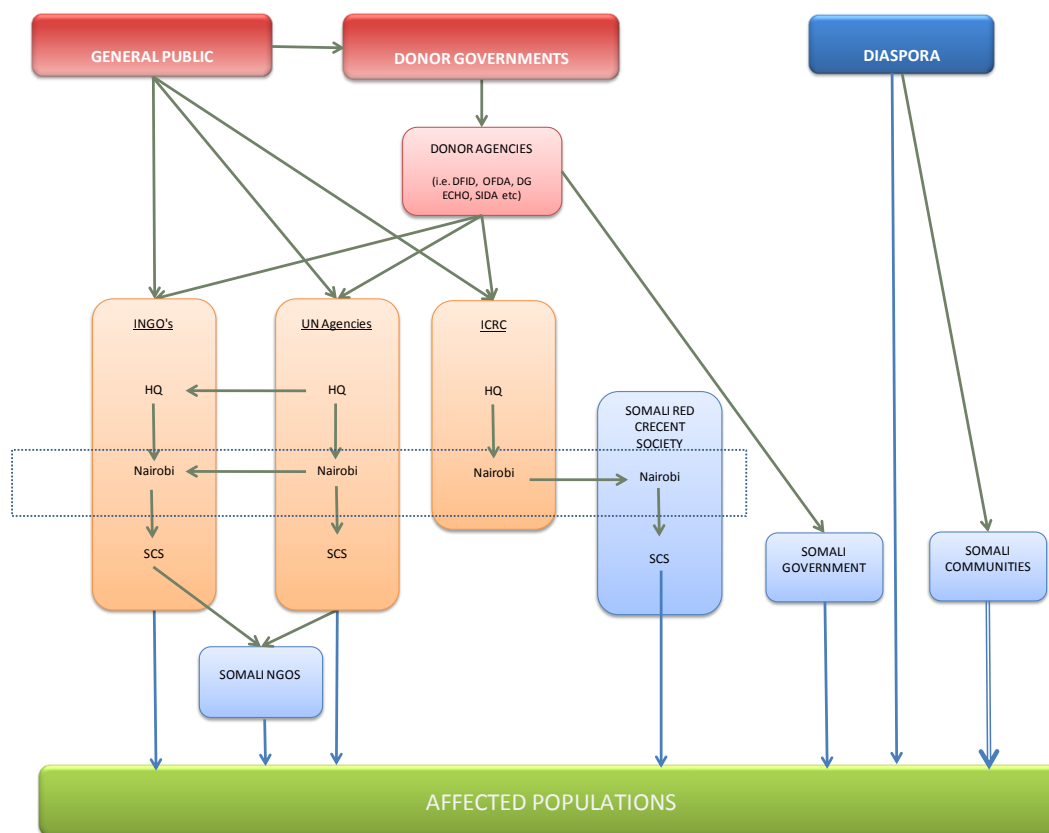 GENERAL PUBLIC
DONOR GOVERNMENTS
DIASPORA
DONOR AGENCIES
(i.e. DFID, OFDA, DG
ECHO, SIDA etc)
INGO's
UN Agencies
ICRC
HQ
HQ
HQ
SOMALI RED
CRECENT
SOCIETY
Nairobi
Nairobi
Nairobi
Nairobi
SCS
SCS
SCS
SOMALI
GOVERNMENT
SOMALI
COMMUNITIES
SOMALI NGOS
AFFECTED POPULATIONS